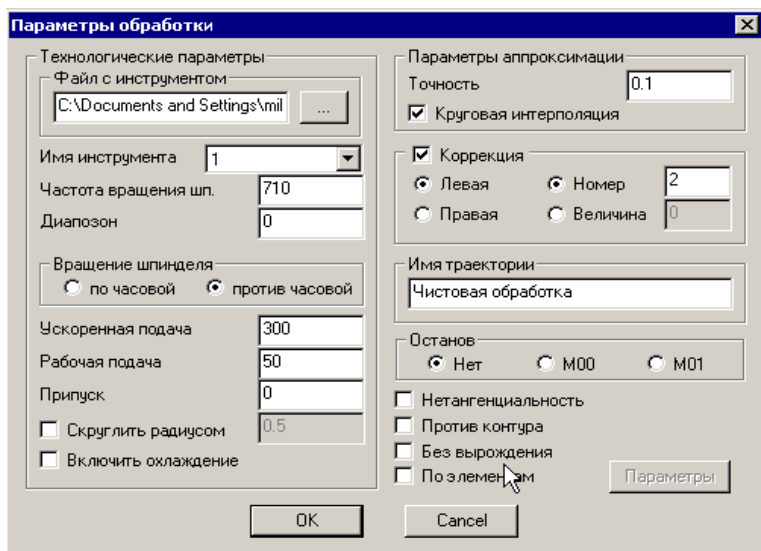 Параметры обработки
Технологические параметры
Файл с инструментом
C:\Documents and Settings\mil
...
Имя инструмента 1
Частота вращения шп. 710
Диапозон 0
Вращение шпинделя
по часовой против часовой
Ускоренная подача 300
Рабочая подача 50
Припуск 0
Скруглить радиусом 0.5
Включить охлаждение
Параметры аппроксимации
Точность 0.1
Круговая интерполяция
Коррекция
Левая Номер 2
Правая Величина 0
Имя траектории
Чистовая обработка
Останов
Нет M00 M01
Нетангенциальность
Против контура
Без вырождения
По элементам Параметры
OK Cancel